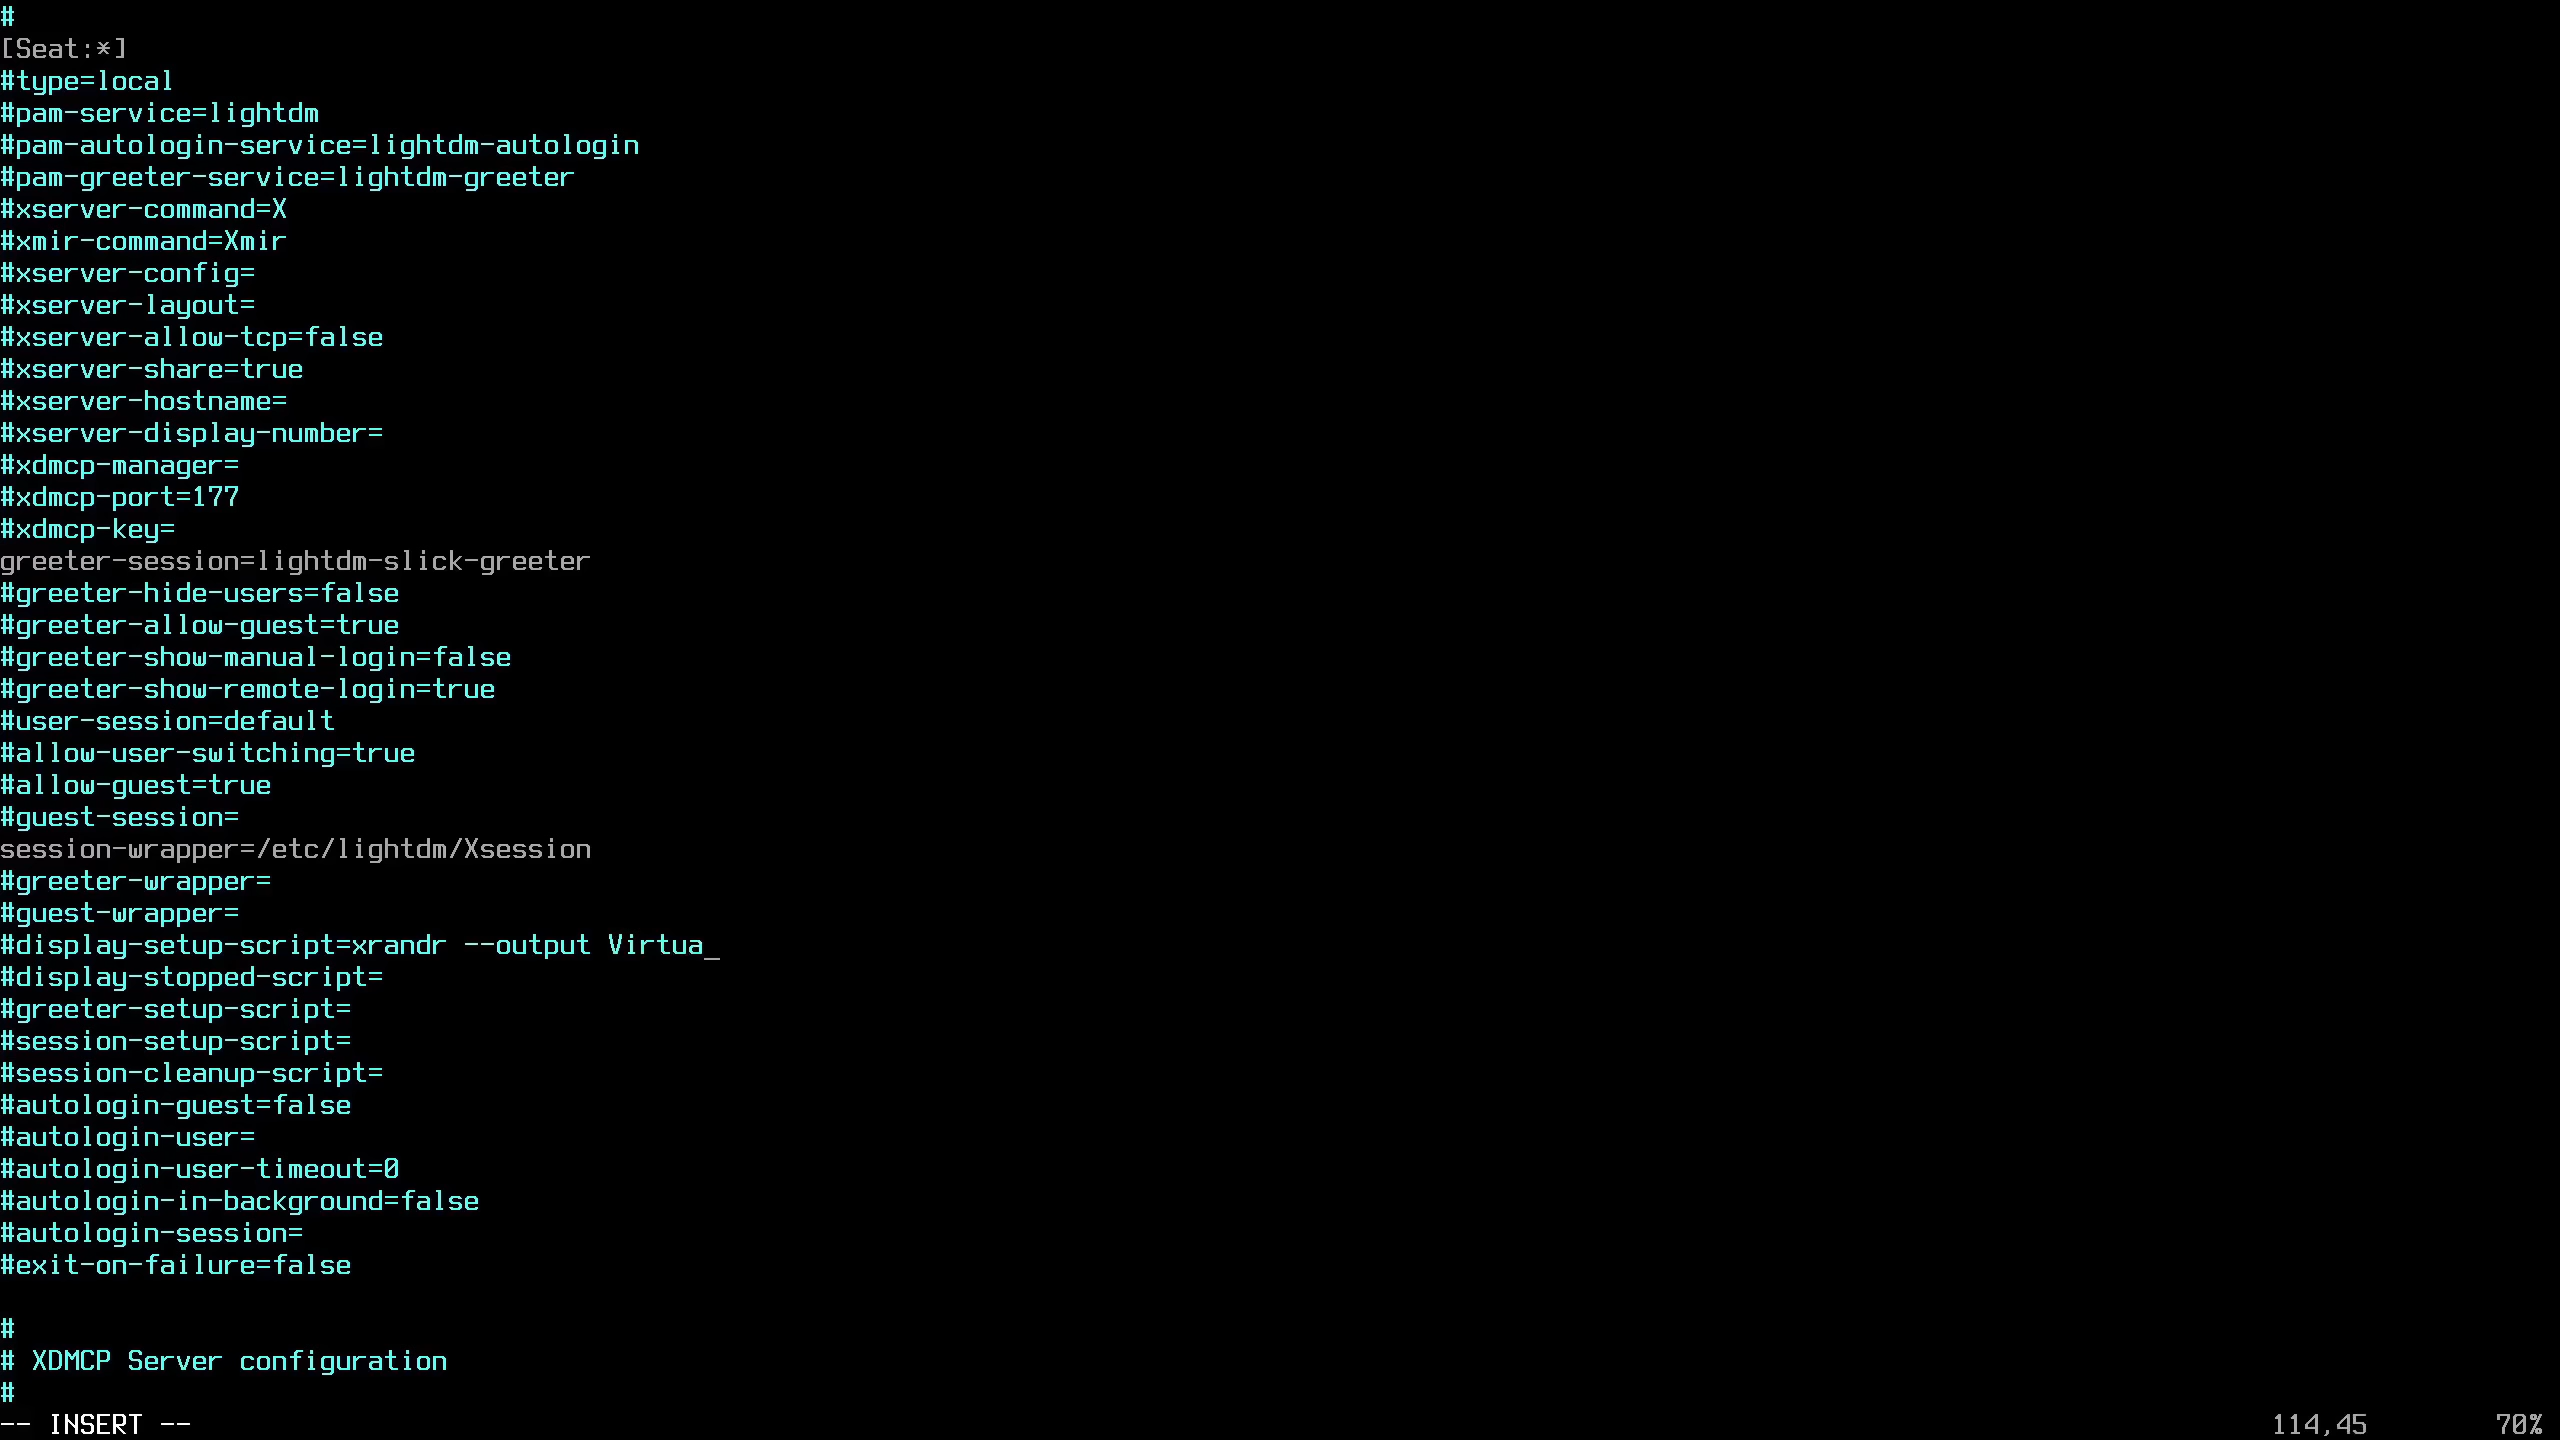 #
[Seat:*]
#type=local
#pam-service=lightdm
#pam-autologin-service=lightdm-autologin
#pam-greeter-service=lightdm-greeter
#xserver-command=X
#xmir-command=Xmir
#xserver-config=
#xserver-layout=
#xserver-allow-tcp=false
#xserver-share=true
#xserver-hostname=
#xserver-display-number=
#xdmcp-manager=
#xdmcp-port=177
#xdmcp-key=
greeter-session=lightdm-slick-greeter
#greeter-hide-users=false
#greeter-allow-guest=true
#greeter-show-manual-login=false
#greeter-show-remote-login=true
#user-session=default
#allow-user-switching=true
#allow-guest=true
#guest-session=
session-wrapper=/etc/lightdm/Xsession
#greeter-wrapper=
#guest-wrapper=
#display-setup-script=xrandr --output Virtua_
#display-stopped-script=
#greeter-setup-script=
#session-setup-script=
#session-cleanup-script=
#autologin-guest=false
#autologin-user=
#autologin-user-timeout=0
#autologin-in-background=false
#autologin-session=
#exit-on-failure=false
#
# XDMCP Server configuration
#
-- INSERT -- 114,45 70%